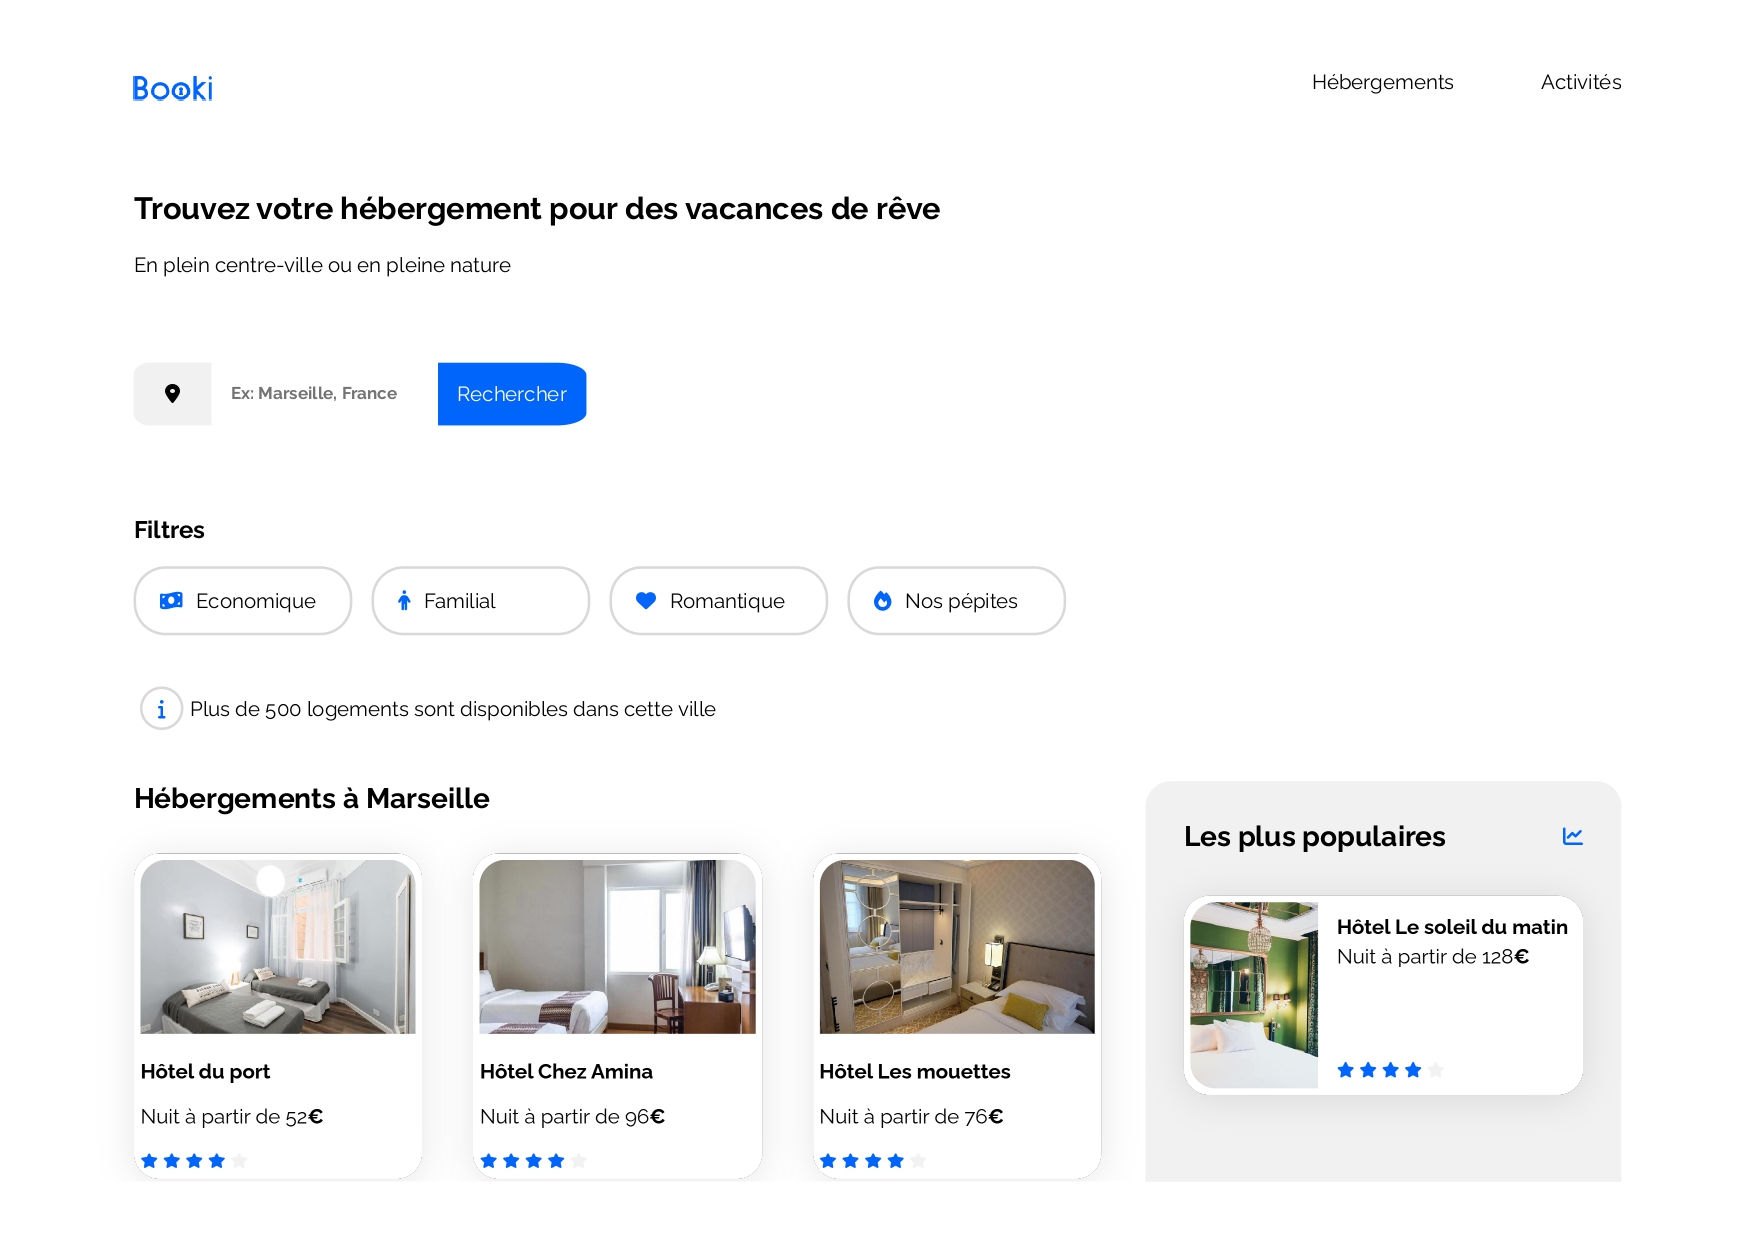 Booki
Hébergements
Activités
Trouvez votre hébergement pour des vacances de rêve
En plein centre-ville ou en pleine nature
Ex: Marseille, France
Rechercher
Filtres
Economique
Familial
Romantique
Nos pépites
Plus de 500 logements sont disponibles dans cette ville
Hébergements à Marseille
Hôtel du port
Nuit à partir de 52€
Hôtel Chez Amina
Nuit à partir de 96€
Hôtel Les mouettes
Nuit à partir de 76€
Les plus populaires
Hôtel Le soleil du matin
Nuit à partir de 128€